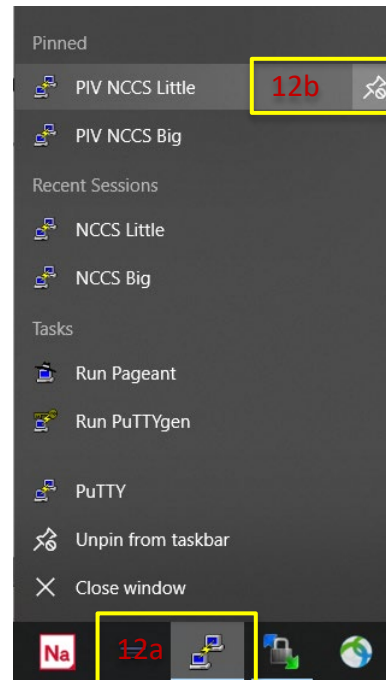 Pinned
PIV NCCS Little 12b
PIV NCCS Big
Recent Sessions
NCCS Little
NCCS Big
Tasks
Run Pageant
Run PuTTYgen
PuTTY
Unpin from taskbar
Close window
Na 12a